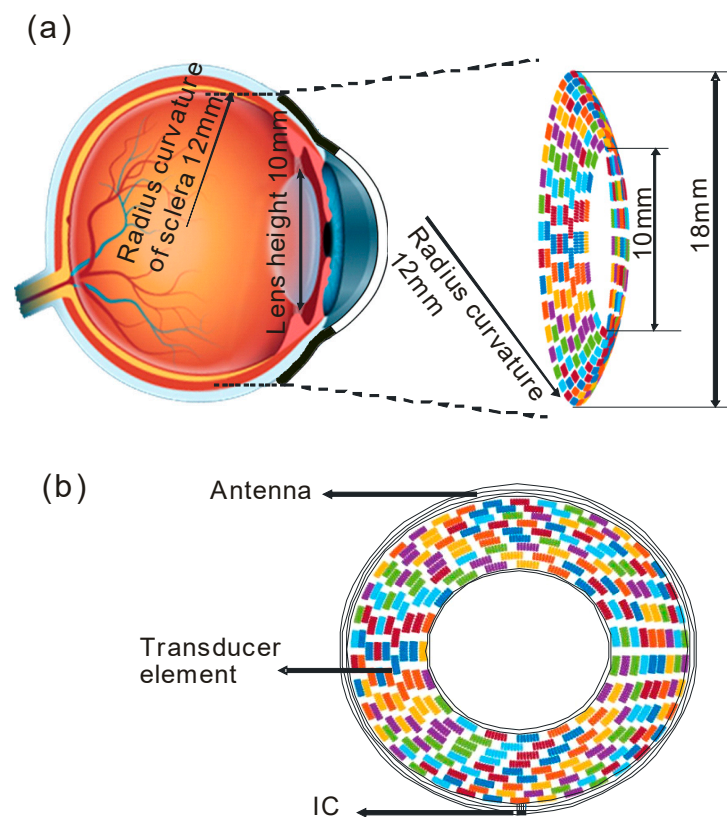 (a)
Radius curvature
of sclera 12mm
Lens height 10mm
Radius curvature
12mm
10mm
18mm
(b)
Antenna
Transducer
element
IC